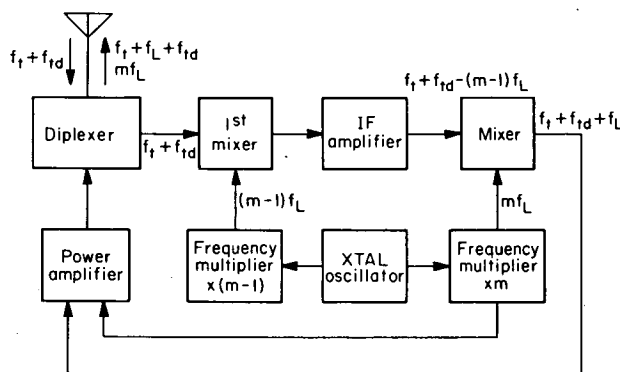 f_t+f_td
f_t+f_L+f_td
mf_L
Diplexer
f_t+f_td
1st
mixer
IF
amplifier
f_t+f_td-(m-1)f_L
Mixer
f_t+f_td+f_L
(m-1)f_L
mf_L
Power
amplifier
Frequency
multiplier
x(m-1)
XTAL
oscillator
Frequency
multiplier
xm